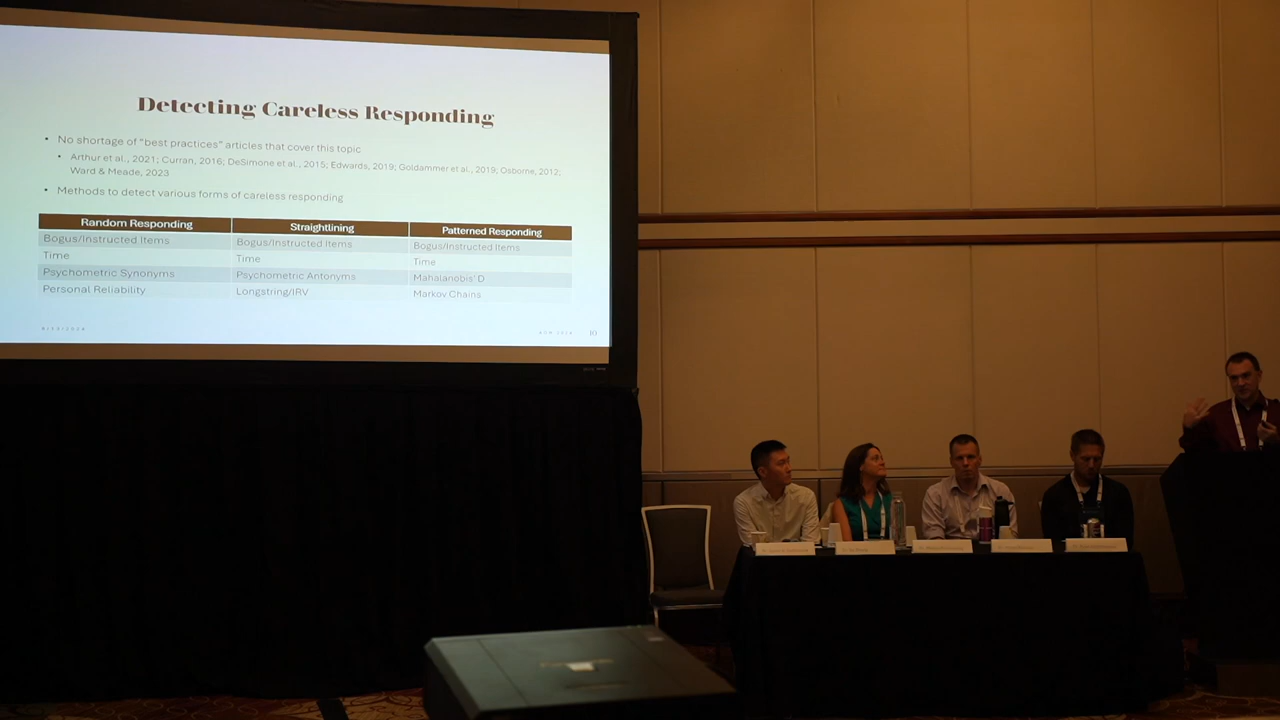 Detecting Careless Responding
• No shortage of "best practices" articles that cover this topic
• Arthur et al., 2021; Curran, 2016; DeSimone et al., 2015; Edwards, 2019; Goldammer et al., 2019; Osborne, 2012;
Ward & Meade, 2023
• Methods to detect various forms of careless responding
Random Responding Straightlining Patterned Responding
Bogus/Instructed Items Bogus/Instructed Items Bogus/Instructed Items
Time Time Time
Psychometric Synonyms Psychometric Antonyms Mahalanobis' D
Personal Reliability Longstring/IRV Markov Chains
10